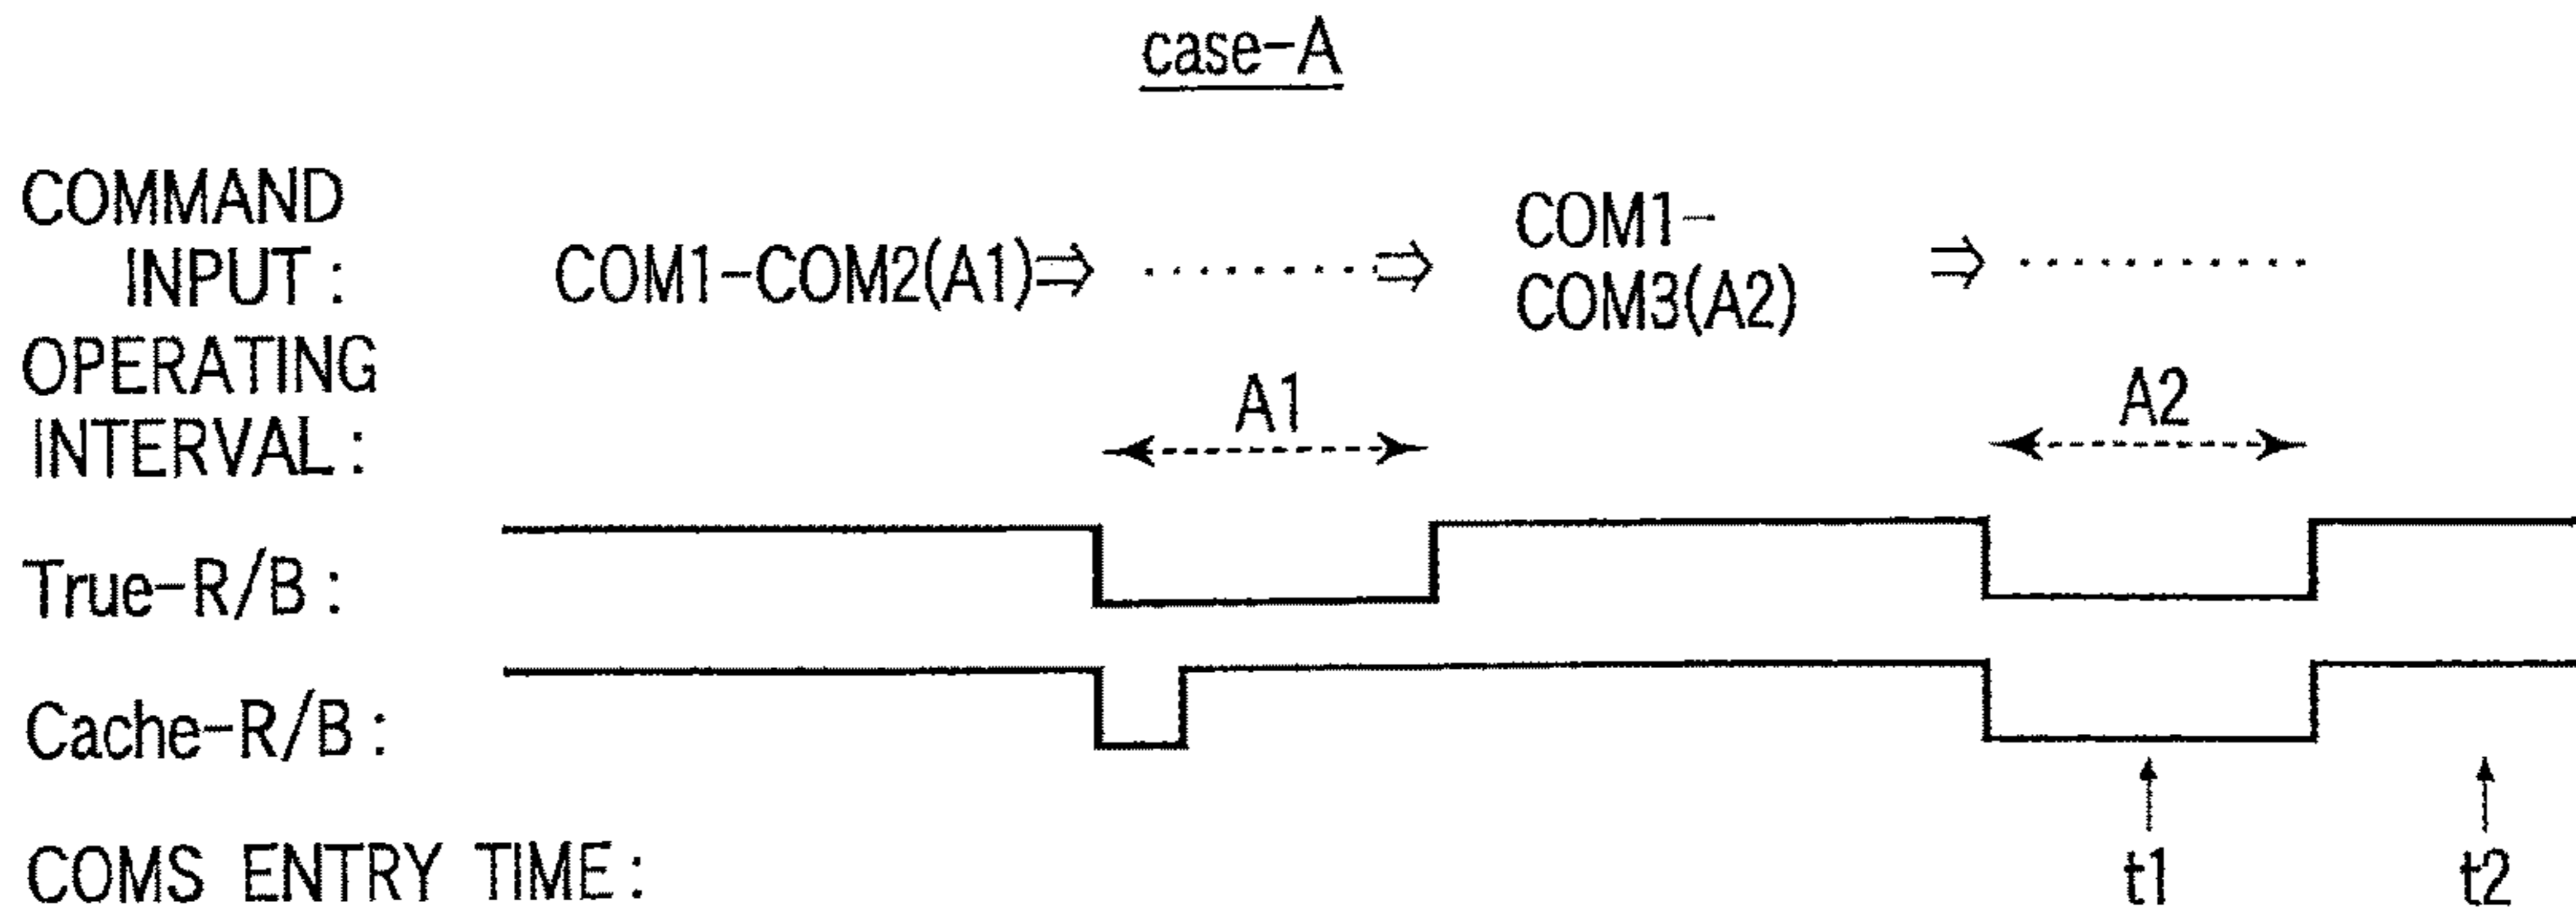 case-A
COMMAND
INPUT :
COM1-COM2(A1)⇒ ·········⇒ COM1-
COM3(A2) ⇒ ···········
OPERATING
INTERVAL :
A1
A2
True-R/B :
Cache-R/B :
COMS ENTRY TIME :
t1
t2